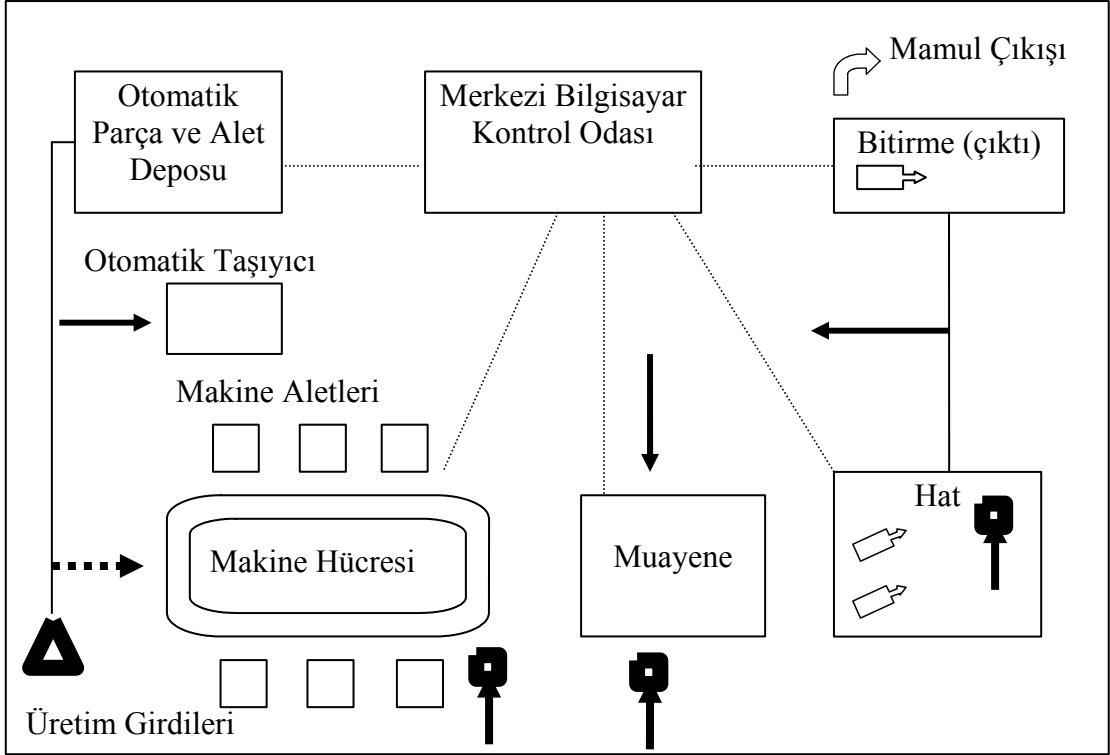 Mamul Çıkışı
Otomatik
Parça ve Alet
Deposu
Merkezi Bilgisayar
Kontrol Odası
Bitirme (çıktı)
Otomatik Taşıyıcı
Makine Aletleri
Makine Hücresi
Muayene
Hat
Üretim Girdileri